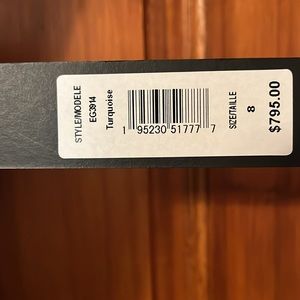 STYLE/MODELE
EG3914
Turquoise
1 95230 51777 7
SIZE/TAILLE
8
$795.00